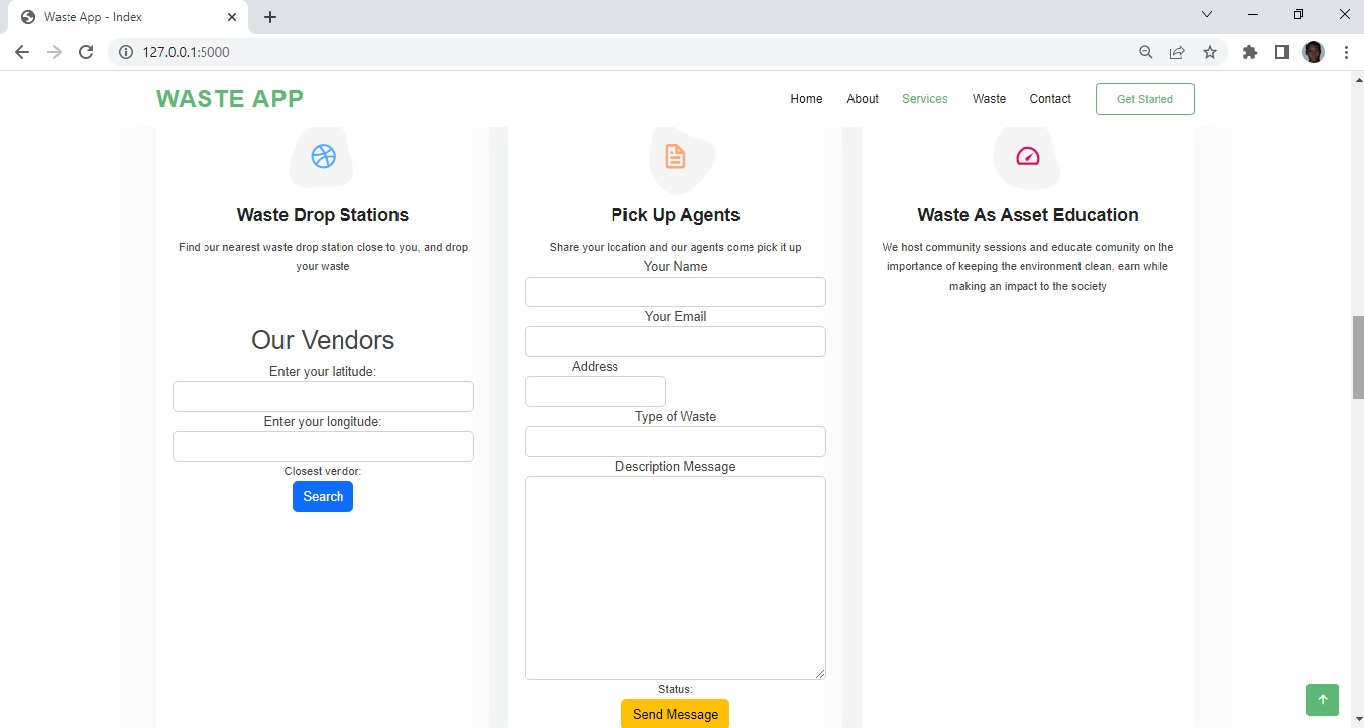 Waste App - Index
127.0.0.1:5000
WASTE APP
Home About Services Waste Contact Get Started
Waste Drop Stations
Find our nearest waste drop station close to you, and drop
your waste
Our Vendors
Enter your latitude:
Enter your longitude:
Closest vendor:
Search
Pick Up Agents
Share your location and our agents come pick it up
Your Name
Your Email
Address
Type of Waste
Description Message
Status:
Send Message
Waste As Asset Education
We host community sessions and educate comunity on the
importance of keeping the environment clean, earn while
making an impact to the society